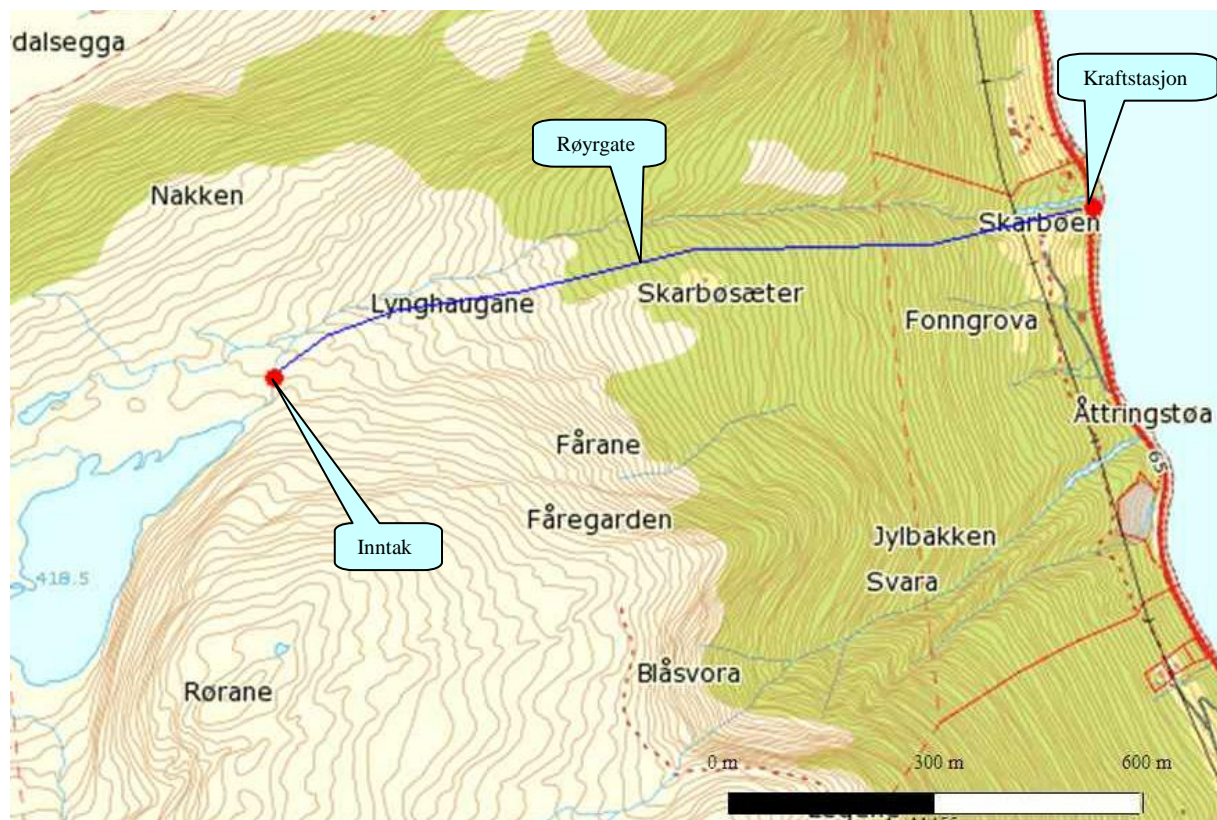 dalsegga
Kraftstasjon
Røyrgate
Nakken
Skarbøen
Skarbøsæter
Lynghaugane
Fonngrova
Åttringstøa
65
Fårane
Fåregarden
Inntak
Jylbakken
418.5
Svara
Blåsvora
Rørane
0 m
300 m
600 m